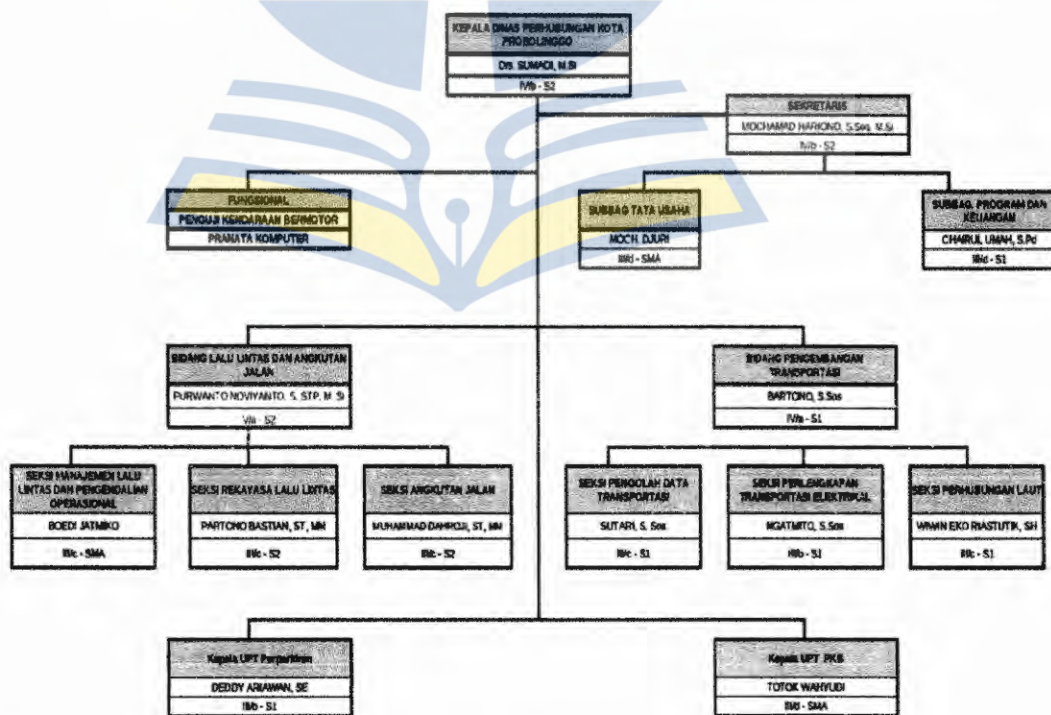 KEPALA DINAS PERHUBUNGAN KOTA
PROBOLINGGO
Drs. SUMADI, M.Si
IV/b - S2
SEKRETARIS
MOCHAMAD HARIONO, S.Sos, M.Si
IV/b - S2
FUNGSIONAL
PENGUJI KENDARAAN BERMOTOR
PRANATA KOMPUTER
SUBBAG TATA USAHA
MOCH. DJURI
III/d - SMA
SUBBAG. PROGRAM DAN
KEUANGAN
CHAIRUL UMAH, S.Pd
III/d - S1
BIDANG LALU LINTAS DAN ANGKUTAN
JALAN
PURWANTO NOVIYANTO, S. STP, M. Si
S2
BIDANG PENGEMBANGAN
TRANSPORTASI
BARTONO, S.Sos
IV/a - S1
SEKSI MANAJEMEN LALU
LINTAS DAN PENGENDALIAN
OPERASIONAL
BOEDI JATMIKO
III/c - SMA
SEKSI REKAYASA LALU LINTAS
PARTONO BASTIAN, ST, MM
III/c - S2
SEKSI ANGKUTAN JALAN
MUHAMMAD ST, MM
III/c - S2
SEKSI PENGOLAH DATA
TRANSPORTASI
SUTARI, S. Sos
III/c - S1
SEKSI PERLENGKAPAN
TRANSPORTASI ELEKTRIKAL
NGATMITO, S.Sos
III/b - S1
SEKSI PERHUBUNGAN LAUT
WIWIN EKO RIASTUTIK, SH
III/c - S1
Kepala UPT Perparkiran
DEDDY ARIAWAN, SE
III/b - S1
Kepala UPT PKB
TOTOK WAHYUDI
III/d - SMA